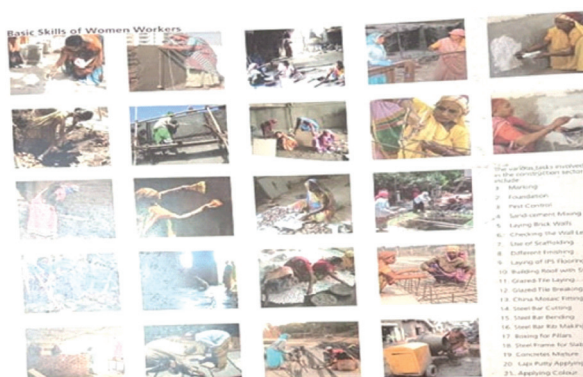 Basic Skills of Women Workers
The various tasks involved
in the construction sector
include
1 Marking
2 Foundation
3 Pest Control
4 Sand-cement Mixing
5 Laying Brick Walls
6 Checking the Wall Le
7 Use of Scaffolding
8 Different Finishing
9 Laying of IPS Flooring
10 Building Roof with
11 Glazed Tile Laying
12 Glazed Tile Breaking
13 China Mosaic Fitting
14 Steel Bar Cutting
15 Steel Bar Bending
16 Steel Bar Rib Makin
17 Boxing for Pillars
18 Steel Frame for Slab
19 Concretes Mixture
20 Lapi Putty Applying
21 Applying Colour